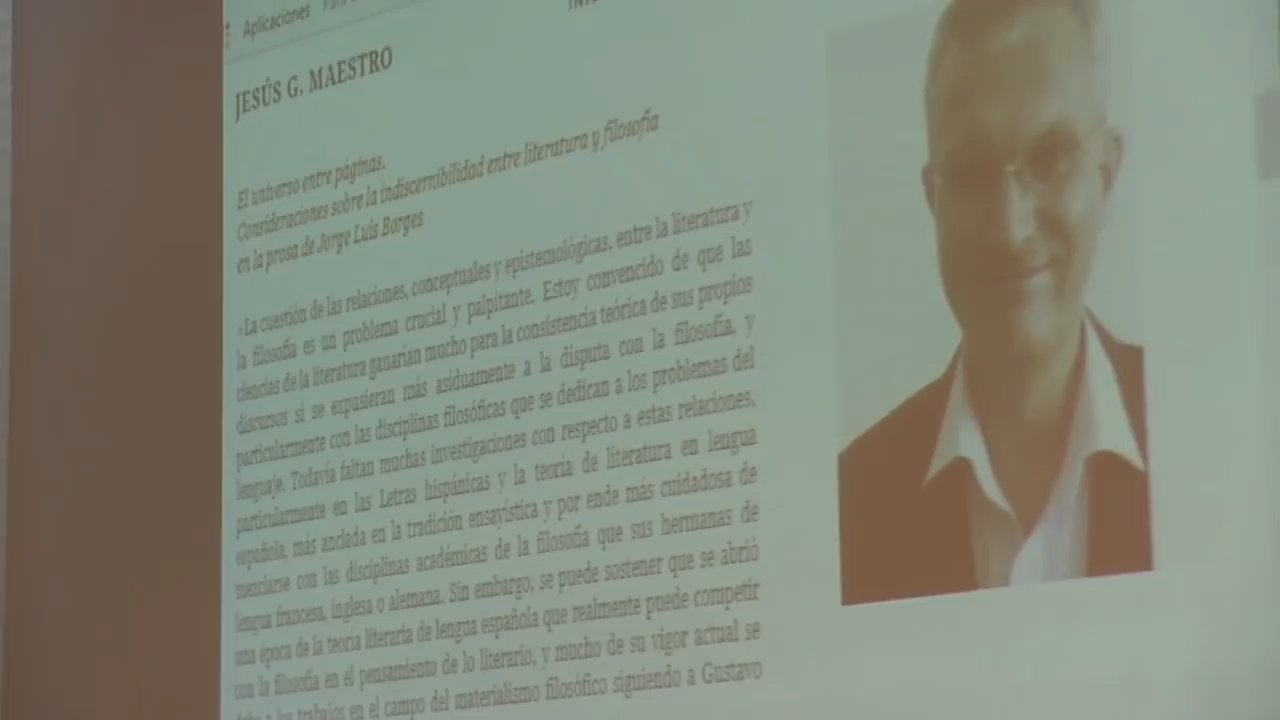 Aplicaciones
JESÚS G. MAESTRO
El universo entre páginas.
Consideraciones sobre la indiscernibilidad entre literatura y filosofía
en la prosa de Jorge Luis Borges
«La cuestión de las relaciones, conceptuales y epistemológicas, entre la literatura y
la filosofía es un problema crucial y palpitante. Estoy convencido de que las
ciencias de la literatura ganarían mucho para la consistencia teórica de sus propios
discursos si se expusieran más asiduamente a la disputa con la filosofía, y
particularmente con las disciplinas filosóficas que se dedican a los problemas del
lenguaje. Todavía faltan muchas investigaciones con respecto a estas relaciones,
particularmente en las Letras hispánicas y la teoría de literatura en lengua
española, más anclada en la tradición ensayística y por ende más cuidadosa de
mezclarse con las disciplinas académicas de la filosofía que sus hermanas de
lengua francesa, inglesa o alemana. Sin embargo, se puede sostener que se abrió
una época de la teoría literaria de lengua española que realmente puede competir
con la filosofía en el pensamiento de lo literario, y mucho de su vigor actual se
a los trabajos en el campo del materialismo filosófico siguiendo a Gustavo